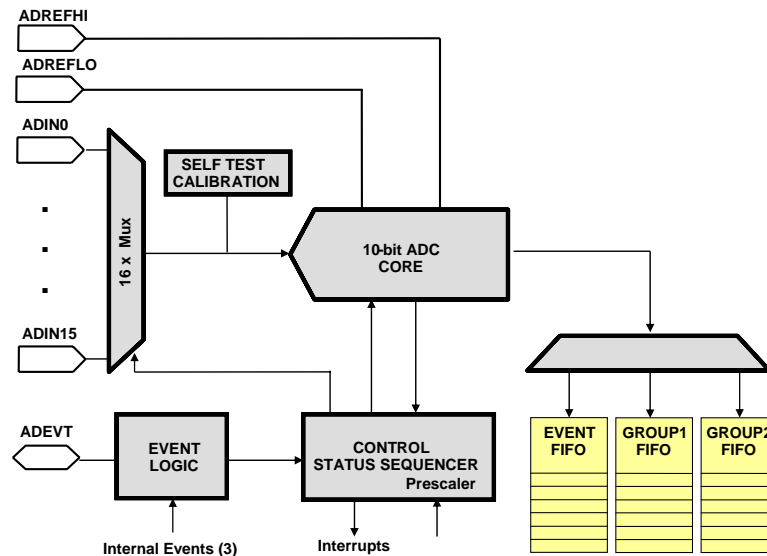 ADREFHI
ADREFLO
ADIN0
SELF TEST
CALIBRATION
16 x Mux
10-bit ADC
CORE
ADIN15
ADEVT
EVENT
LOGIC
CONTROL
STATUS SEQUENCER
Prescaler
EVENT
FIFO
GROUP1
FIFO
GROUP2
FIFO
Internal Events (3)
Interrupts